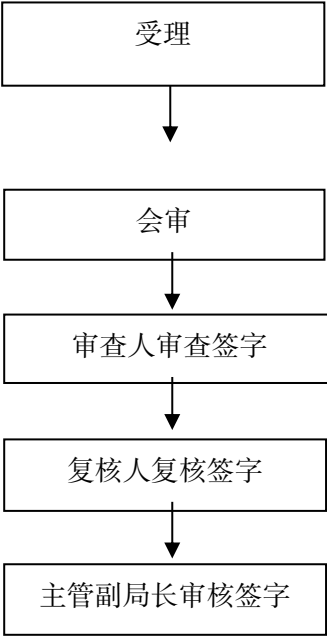 受理
会审
审查人审查签字
复核人复核签字
主管副局长审核签字